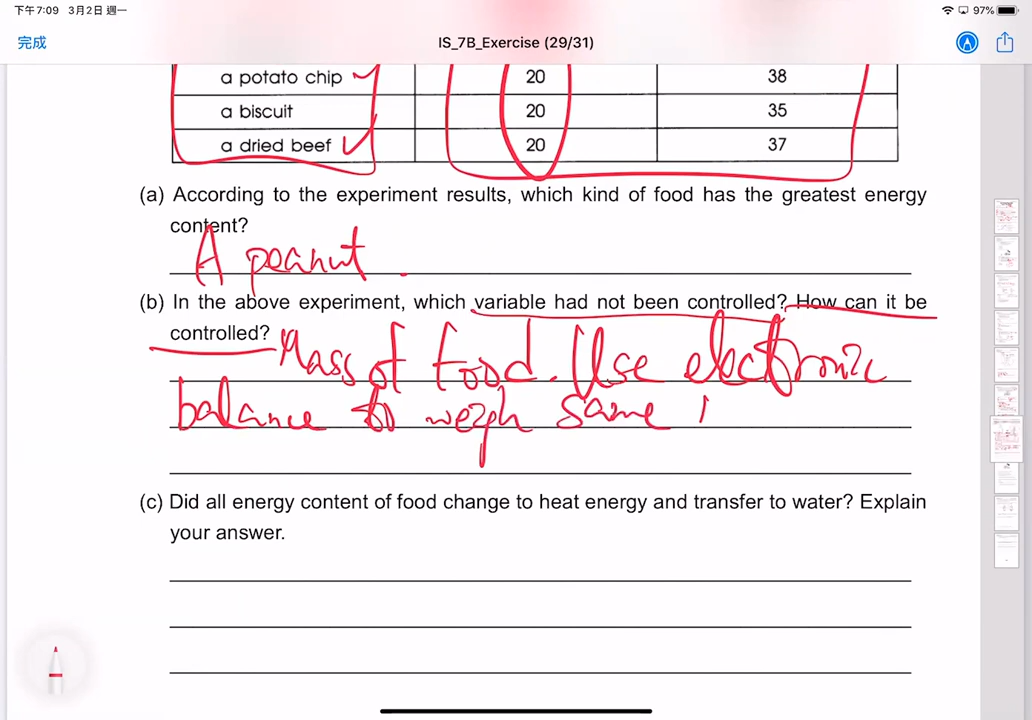 下午7:09 3月2日 週一 97%
完成 IS_7B_Exercise (29/31)
a potato chip 20 38
a biscuit 20 35
a dried beef 20 37
(a) According to the experiment results, which kind of food has the greatest energy
content?
A peanut.
(b) In the above experiment, which variable had not been controlled? How can it be
controlled? Mass of food. Use electronic
balance to weigh same
(c) Did all energy content of food change to heat energy and transfer to water? Explain
your answer.